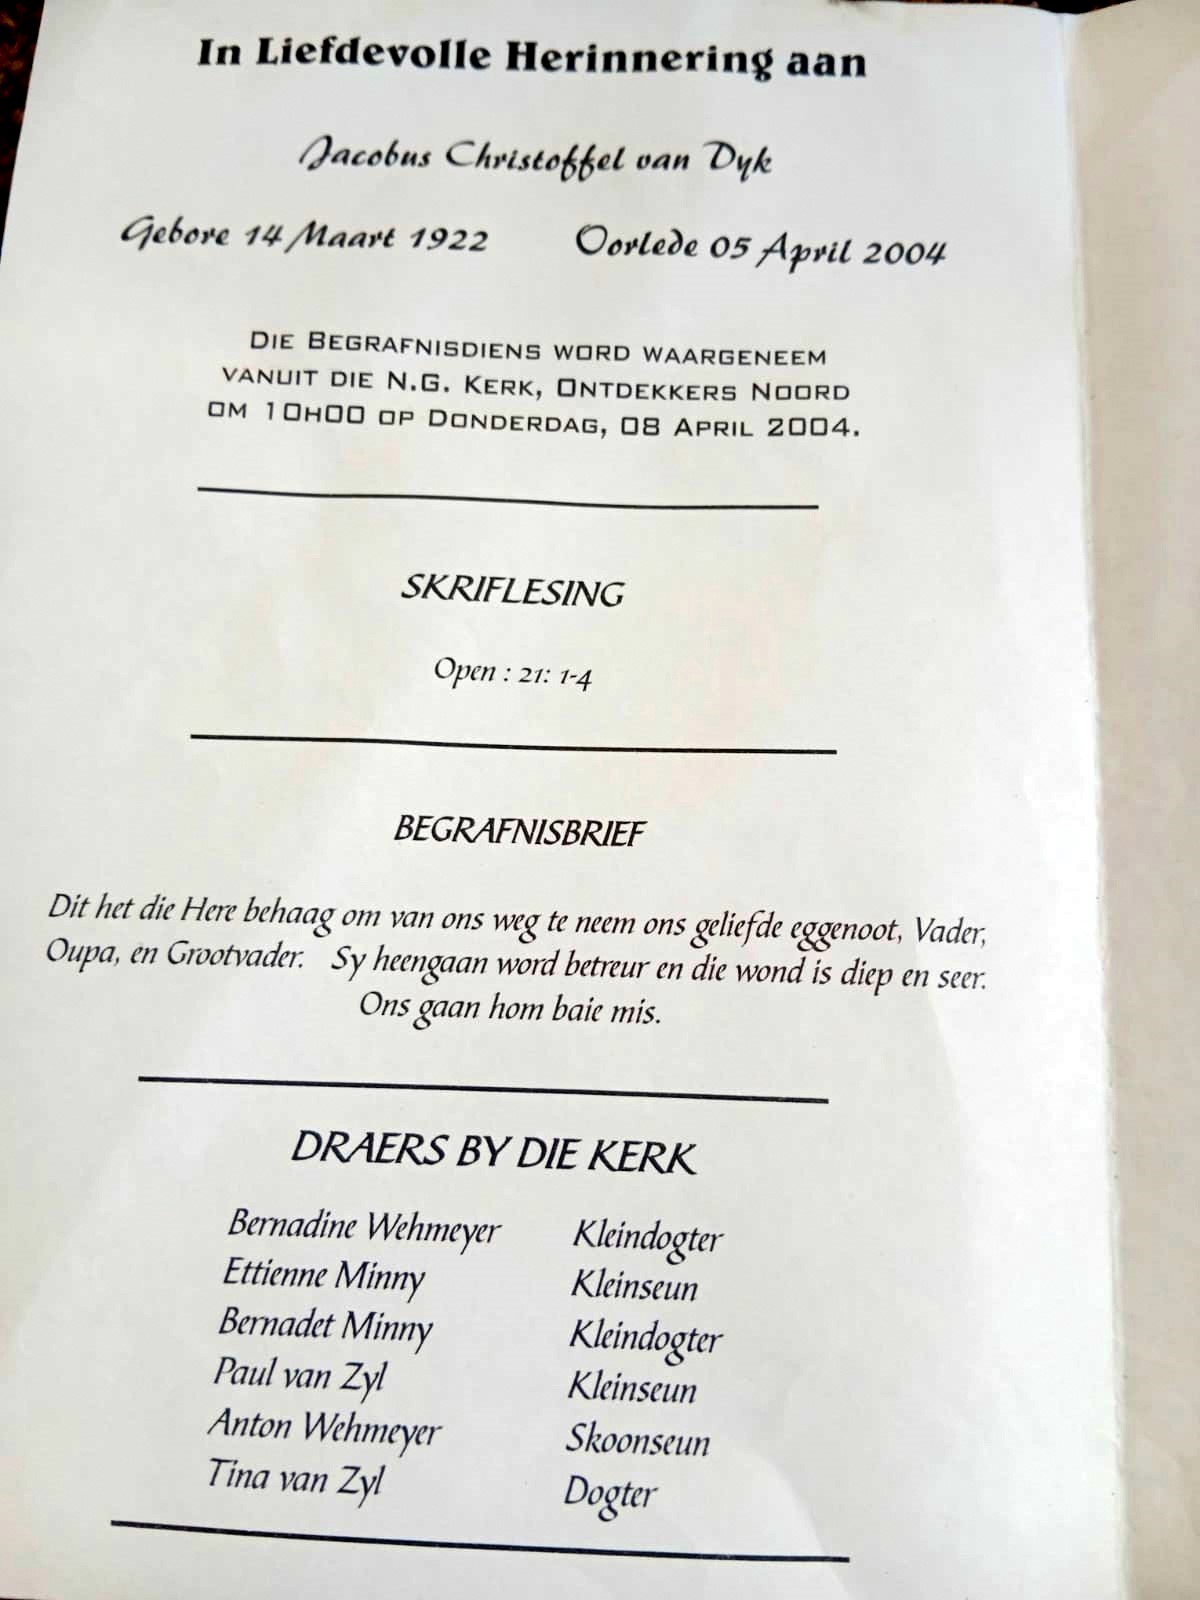 In Liefdevolle Herinnering aan
Jacobus Christoffel van Dyk
Gebore 14 Maart 1922 Oorlede 05 April 2004
DIE BEGRAFNISDIENS WORD WAARGENEEM
VANUIT DIE N.G. KERK, ONTDEKKERS NOORD
OM 10H00 OP DONDERDAG, 08 APRIL 2004.
SKRIFLESING
Open : 21: 1-4
BEGRAFNISBRIEF
Dit het die Here behaag om van ons weg te neem ons geliefde eggenoot, Vader,
Oupa, en Grootvader. Sy heengaan word betreur en die wond is diep en seer.
Ons gaan hom baie mis.
DRAERS BY DIE KERK
Bernadine Wehmeyer Kleindogter
Ettienne Minny Kleinseun
Bernadet Minny Kleindogter
Paul van Zyl Kleinseun
Anton Wehmeyer Skoonseun
Tina van Zyl Dogter